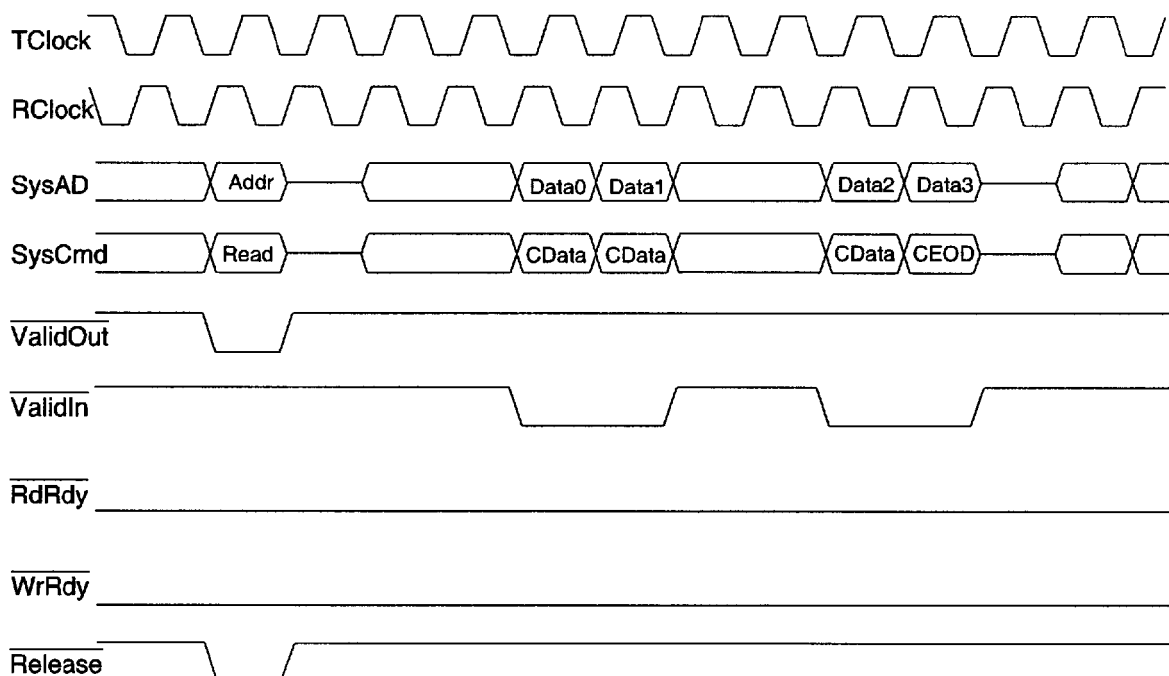 TClock
RClock
SysAD Addr Data0 Data1 Data2 Data3
SysCmd Read CData CData CData CEOD
ValidOut
ValidIn
RdRdy
WrRdy
Release